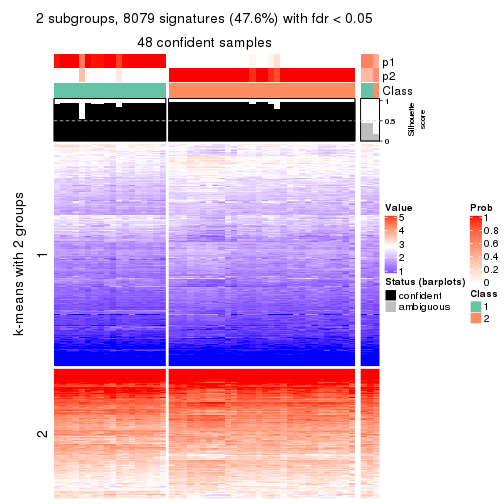 2 subgroups, 8079 signatures (47.6%) with fdr < 0.05
48 confident samples
p1
p2
Class
1
0.5
0
Silhouette
score
k-means with 2 groups
1
2
Value
5
4
3
2
1
Status (barplots)
confident
ambiguous
Prob
1
0.8
0.6
0.4
0.2
0
Class
1
2